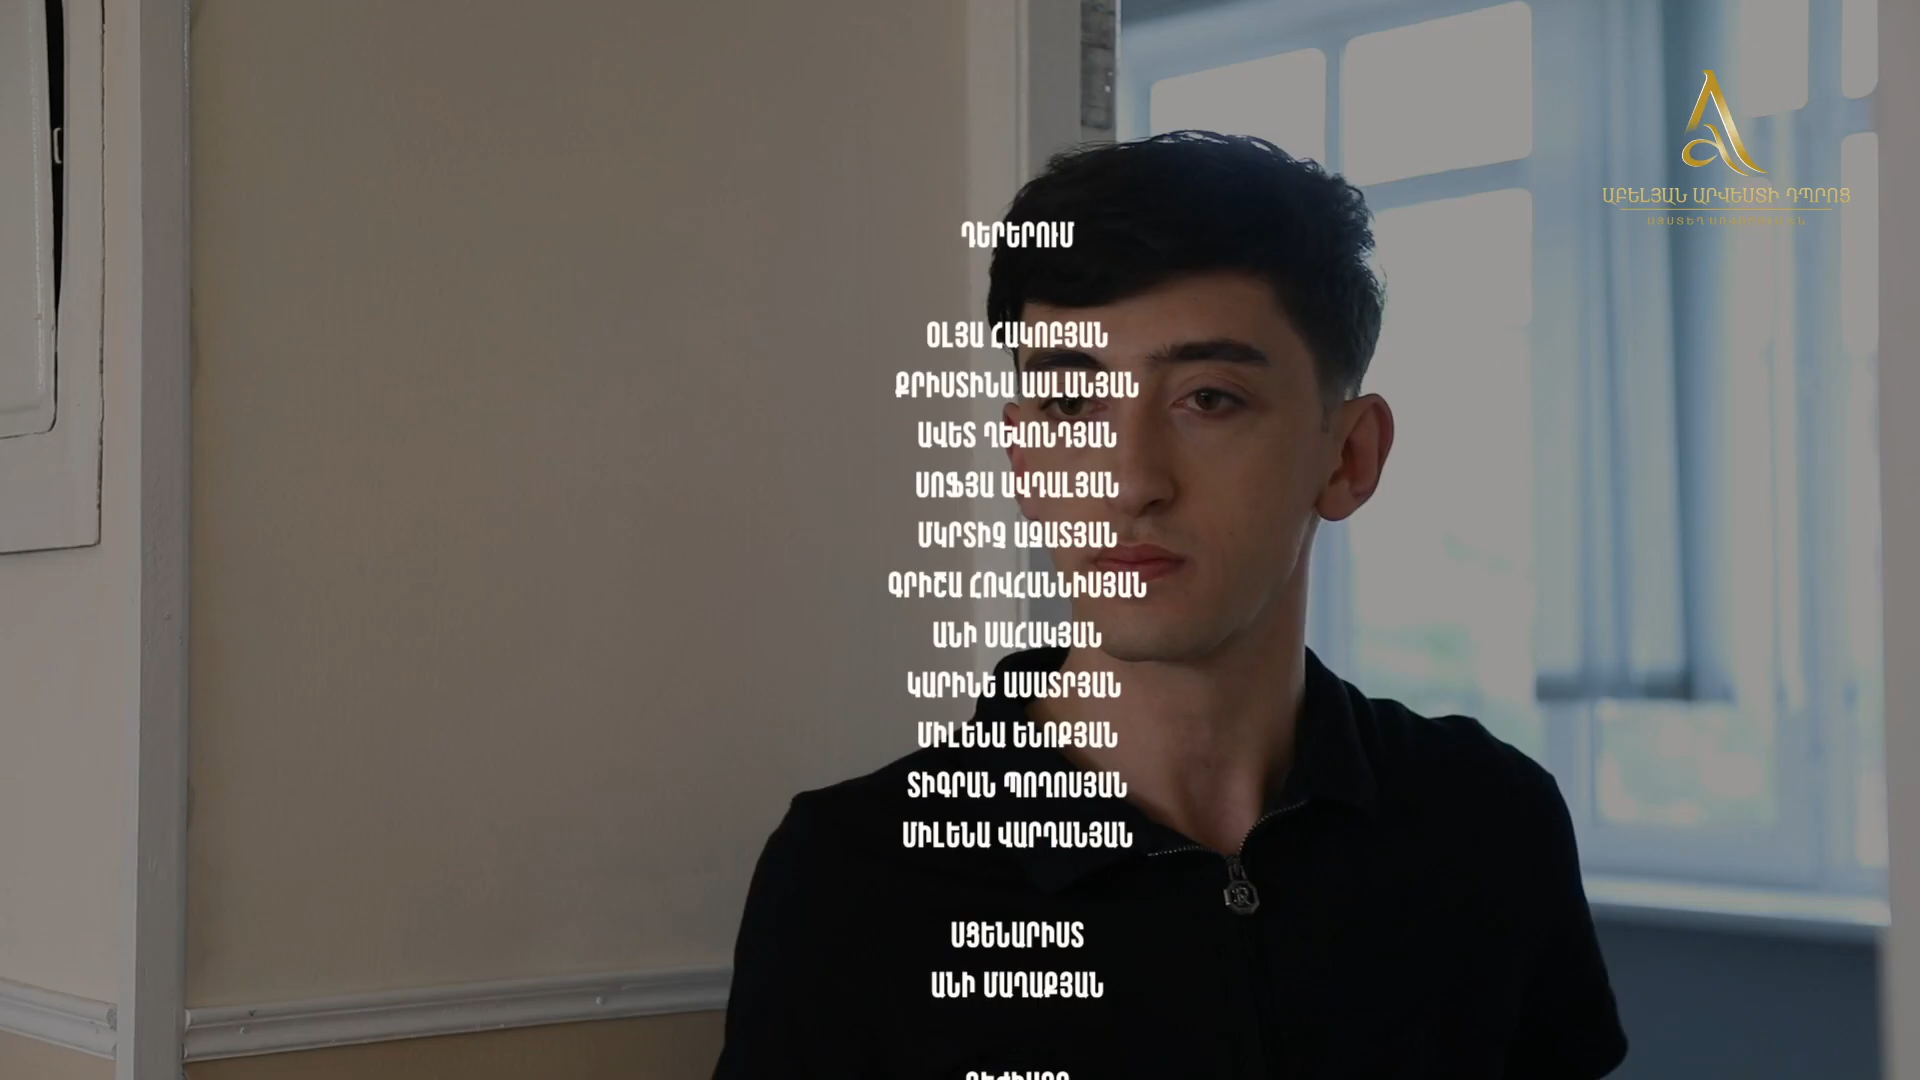 ԱԲԵԼՅԱՆ ԱՐՎԵՍՏԻ ԴՊՐՈՑ
ԴԵՐԵՐՈՒՄ
ՕԼՅԱ ՀԱԿՈԲՅԱՆ
ՔՐԻՍՏԻՆԱ ԱՍԼԱՆՅԱՆ
ԱՎԵՏ ՂԵՎՈՆԴՅԱՆ
ՍՈՖՅԱ ԱՎԴԱԼՅԱՆ
ՄԿՐՏԻՉ ԱԶԱՏՅԱՆ
ԳՐԻՇԱ ՀՈՎՀԱՆՆԻՍՅԱՆ
ԱՆԻ ՍԱՀԱԿՅԱՆ
ԿԱՐԻՆԵ ԱՍԱՏՐՅԱՆ
ՄԻԼԵՆԱ ԵՆՈՔՅԱՆ
ՏԻԳՐԱՆ ՊՈՂՈՍՅԱՆ
ՄԻԼԵՆԱ ՎԱՐԴԱՆՅԱՆ
ՍՑԵՆԱՐԻՍՏ
ԱՆԻ ՄԱՂԱՔՅԱՆ